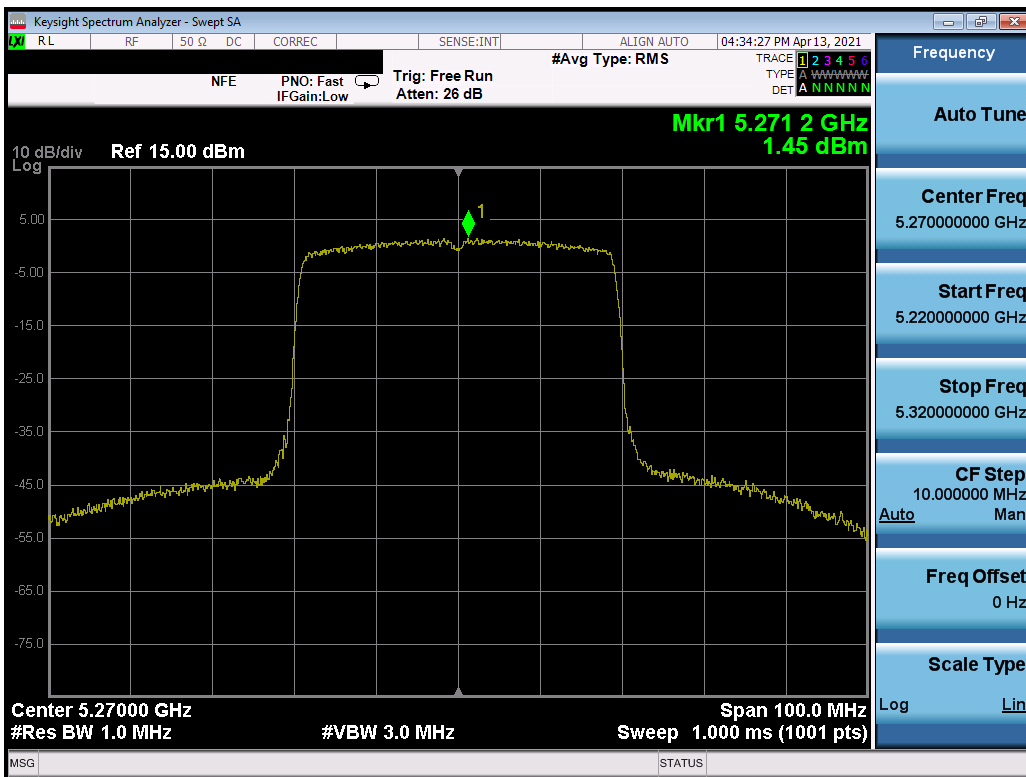 Keysight Spectrum Analyzer - Swept SA
LXI R L RF 50 Ω DC CORREC SENSE:INT ALIGN AUTO 04:34:27 PM Apr 13, 2021
NFE PNO: Fast IFGain:Low
Trig: Free Run
Atten: 26 dB
#Avg Type: RMS
TRACE 1 2 3 4 5 6
TYPE A W W W W W
DET A N N N N N
Mkr1 5.271 2 GHz
1.45 dBm
10 dB/div
Log
Ref 15.00 dBm
1
5.00
-5.00
-15.0
-25.0
-35.0
-45.0
-55.0
-65.0
-75.0
Center 5.27000 GHz
Span 100.0 MHz
#Res BW 1.0 MHz
#VBW 3.0 MHz
Sweep 1.000 ms (1001 pts)
MSG
STATUS
Frequency
Auto Tune
Center Freq
5.270000000 GHz
Start Freq
5.220000000 GHz
Stop Freq
5.320000000 GHz
CF Step
10.000000 MHz
Auto Man
Freq Offset
0 Hz
Scale Type
Log Lin